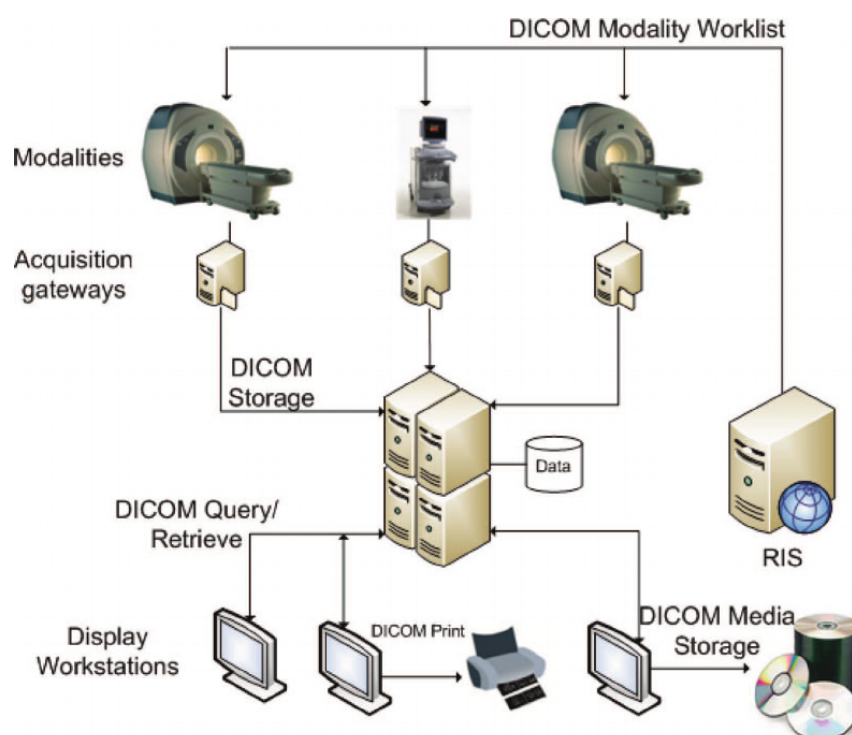 DICOM Modality Worklist
Modalities
Acquisition
gateways
DICOM
Storage
Data
DICOM Query/
Retrieve
RIS
Display
Workstations
DICOM Print
DICOM Media
Storage